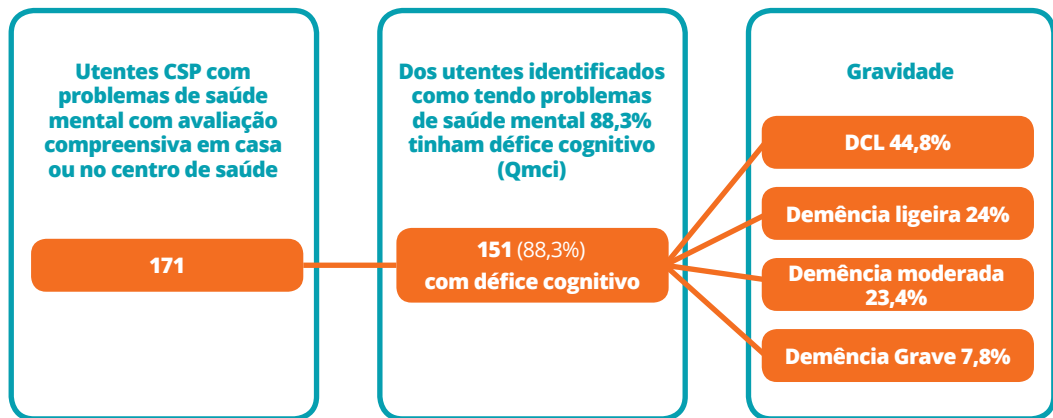 Utentes CSP com
problemas de saúde
mental com avaliação
compreensiva em casa
ou no centro de saúde
171
Dos utentes identificados
como tendo problemas
de saúde mental 88,3%
tinham défice cognitivo
(Qmci)
151 (88,3%)
com défice cognitivo
Gravidade
DCL 44,8%
Demência ligeira 24%
Demência moderada
23,4%
Demência Grave 7,8%